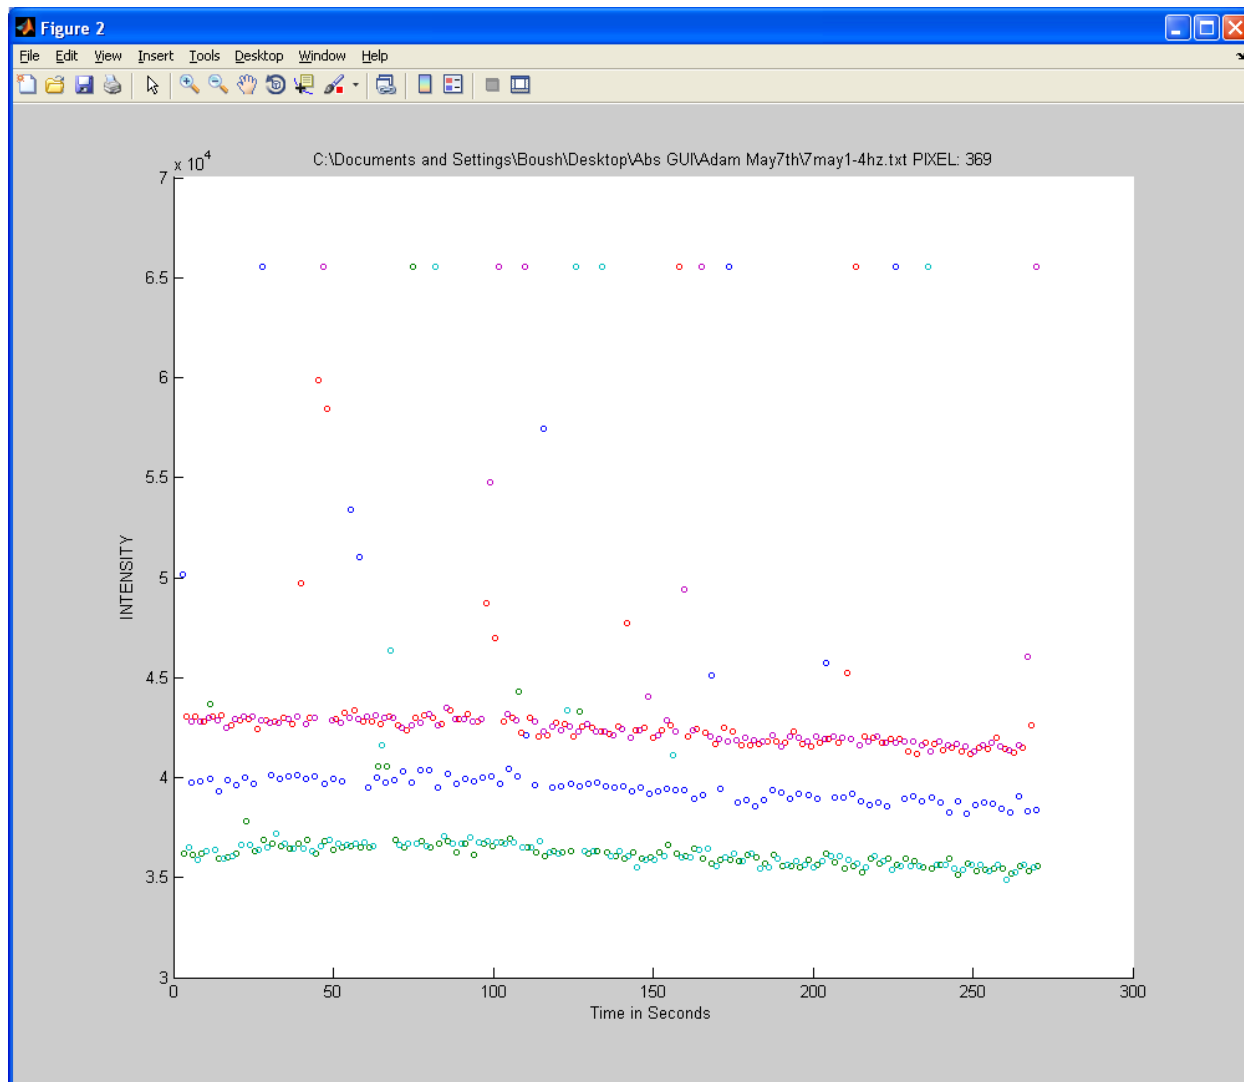 Figure 2
File Edit View Insert Tools Desktop Window Help
x 10^4
C:\Documents and Settings\Boush\Desktop\Abs GUI\Adam May7th\7may1-4hz.txt PIXEL: 369
7
6.5
6
5.5
5
4.5
4
3.5
3
INTENSITY
0 50 100 150 200 250 300
Time in Seconds